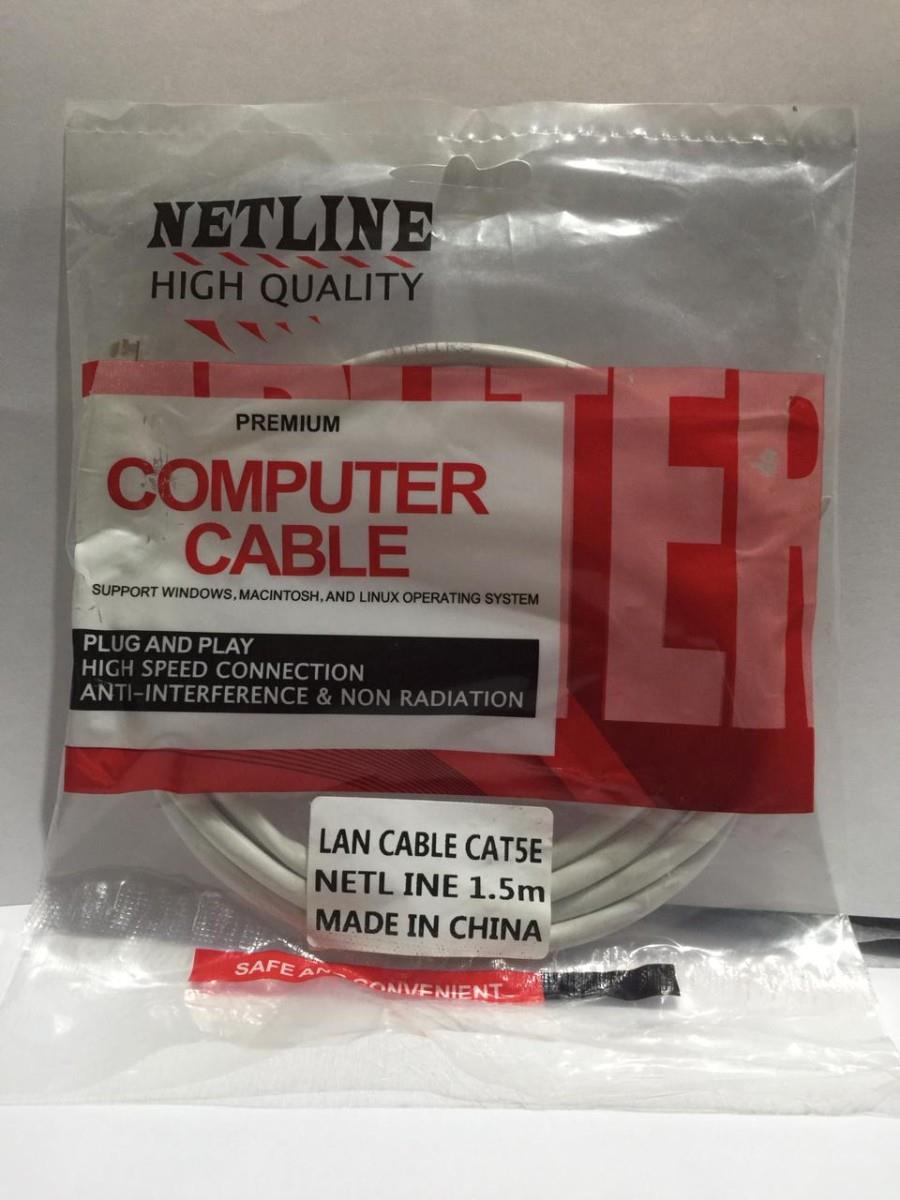 NETLINE
HIGH QUALITY
PREMIUM
COMPUTER
CABLE
SUPPORT WINDOWS, MACINTOSH, AND LINUX OPERATING SYSTEM
PLUG AND PLAY
HIGH SPEED CONNECTION
ANTI-INTERFERENCE & NON RADIATION
LAN CABLE CAT5E
NETL INE 1.5m
MADE IN CHINA
SAFE AND CONVENIENT